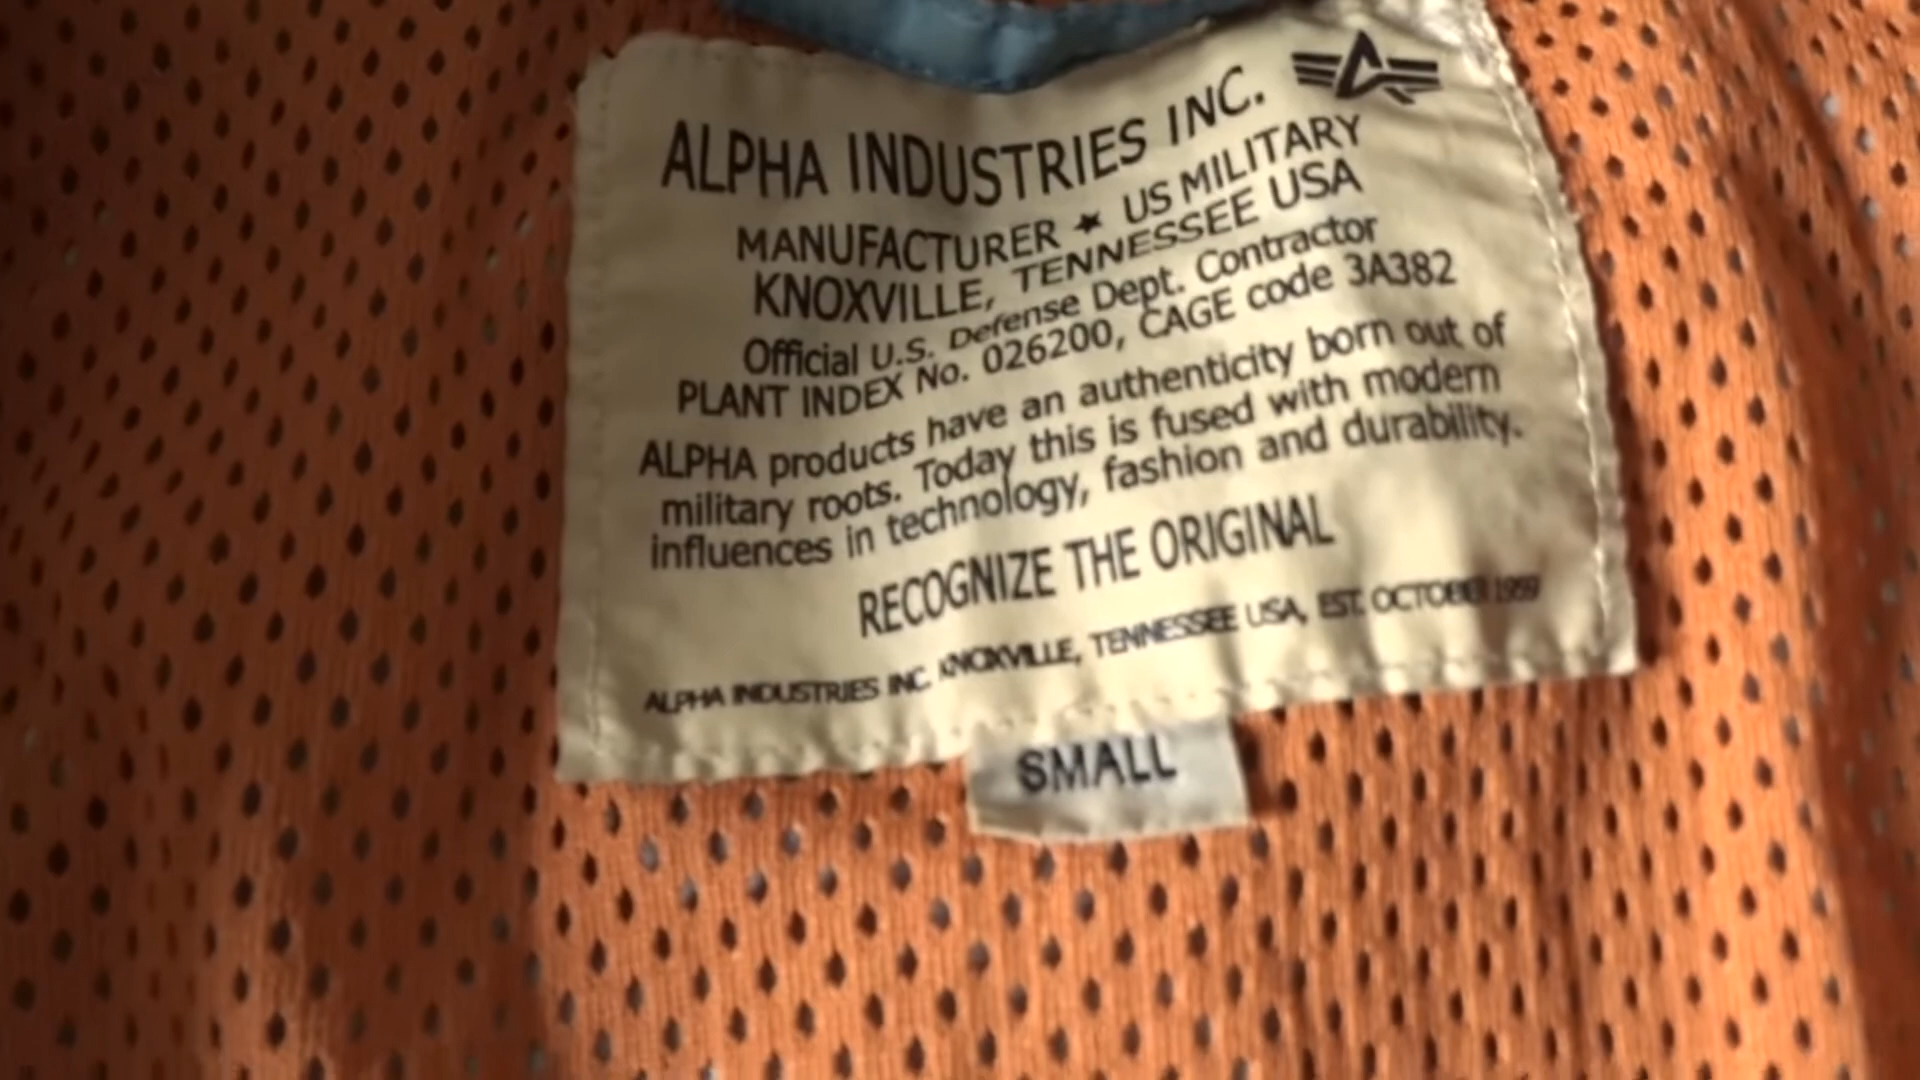 ALPHA INDUSTRIES INC.
MANUFACTURER ★ US MILITARY
KNOXVILLE, TENNESSEE USA
Official U.S. Defense Dept. Contractor
PLANT INDEX No. 026200, CAGE code 3A382
ALPHA products have an authenticity born out of
military roots. Today this is fused with modern
influences in technology, fashion and durability.
RECOGNIZE THE ORIGINAL
ALPHA INDUSTRIES INC. KNOXVILLE, TENNESSEE USA, EST. OCTOBER 1959
SMALL